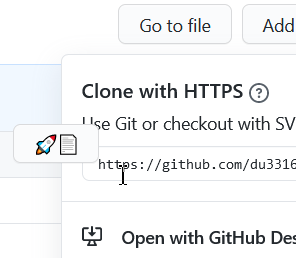 Go to file
Add
Clone with HTTPS
Use Git or checkout with SV
https://github.com/du3316
Open with GitHub Des